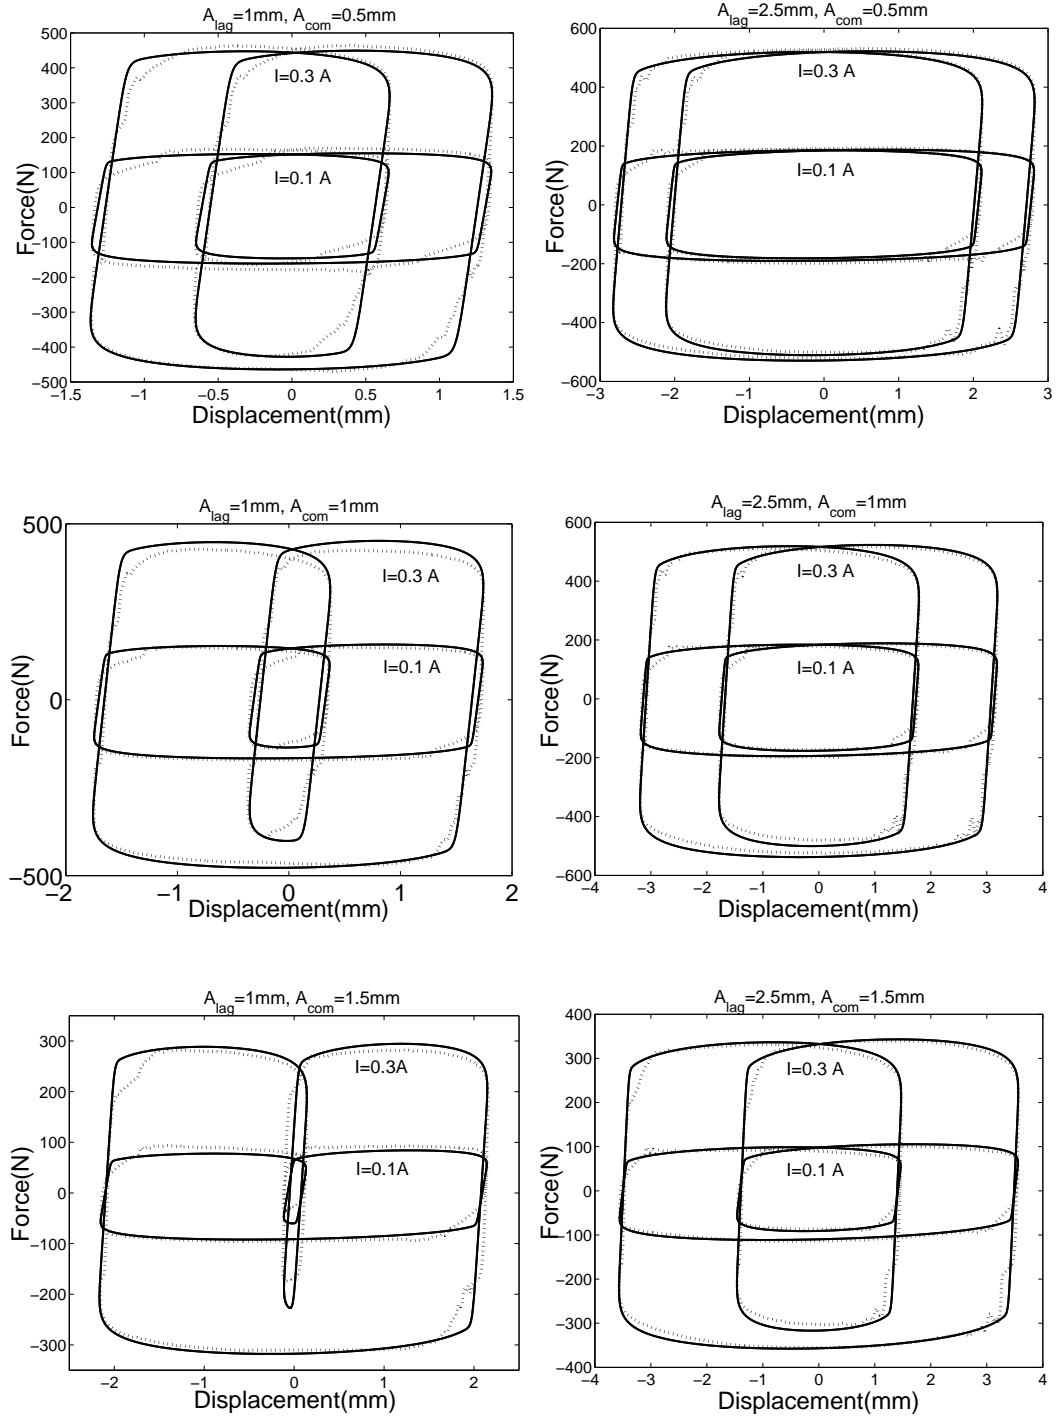 A_lag=1mm, A_com=0.5mm
500
400
300
200
100
0
−100
−200
−300
−400
−500
Force(N)
I=0.3 A
I=0.1 A
−1.5 −1 −0.5 0 0.5 1 1.5
Displacement(mm)
A_lag=2.5mm, A_com=0.5mm
600
400
200
0
−200
−400
−600
Force(N)
I=0.3 A
I=0.1 A
−3 −2 −1 0 1 2 3
Displacement(mm)
A_lag=1mm, A_com=1mm
500
0
−500
Force(N)
I=0.3 A
I=0.1 A
−2 −1 0 1 2
Displacement(mm)
A_lag=2.5mm, A_com=1mm
600
400
200
0
−200
−400
−600
Force(N)
I=0.3 A
I=0.1 A
−4 −3 −2 −1 0 1 2 3 4
Displacement(mm)
A_lag=1mm, A_com=1.5mm
300
200
100
0
−100
−200
−300
Force(N)
I=0.3A
I=0.1A
−2 −1 0 1 2
Displacement(mm)
A_lag=2.5mm, A_com=1.5mm
400
300
200
100
0
−100
−200
−300
−400
Force(N)
I=0.3 A
I=0.1 A
−4 −3 −2 −1 0 1 2 3 4
Displacement(mm)